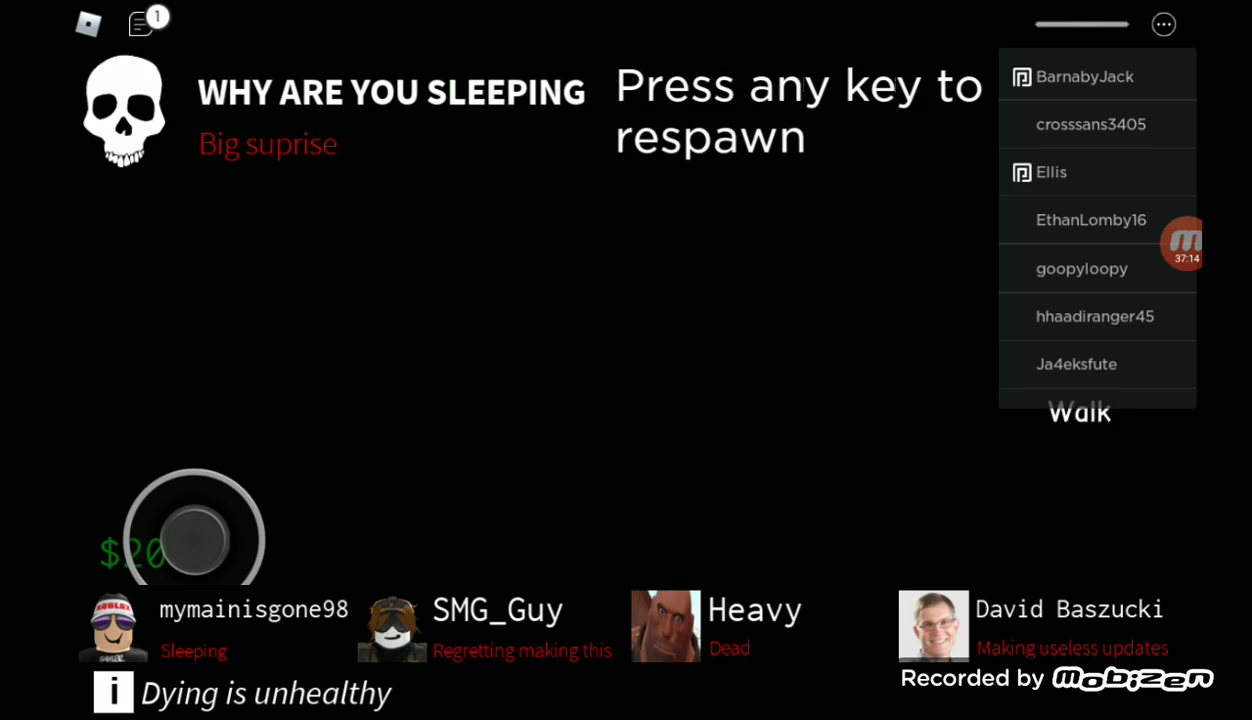 1
WHY ARE YOU SLEEPING
Big suprise
Press any key to
respawn
BarnabyJack
crosssans3405
Ellis
EthanLomby16
goopyloopy
hhaadiranger45
Ja4eksfute
37:14
Walk
$20
mymainisgone98
Sleeping
SMG_Guy
Regretting making this
Heavy
Dead
David Baszucki
Making useless updates
i Dying is unhealthy
Recorded by mobizen